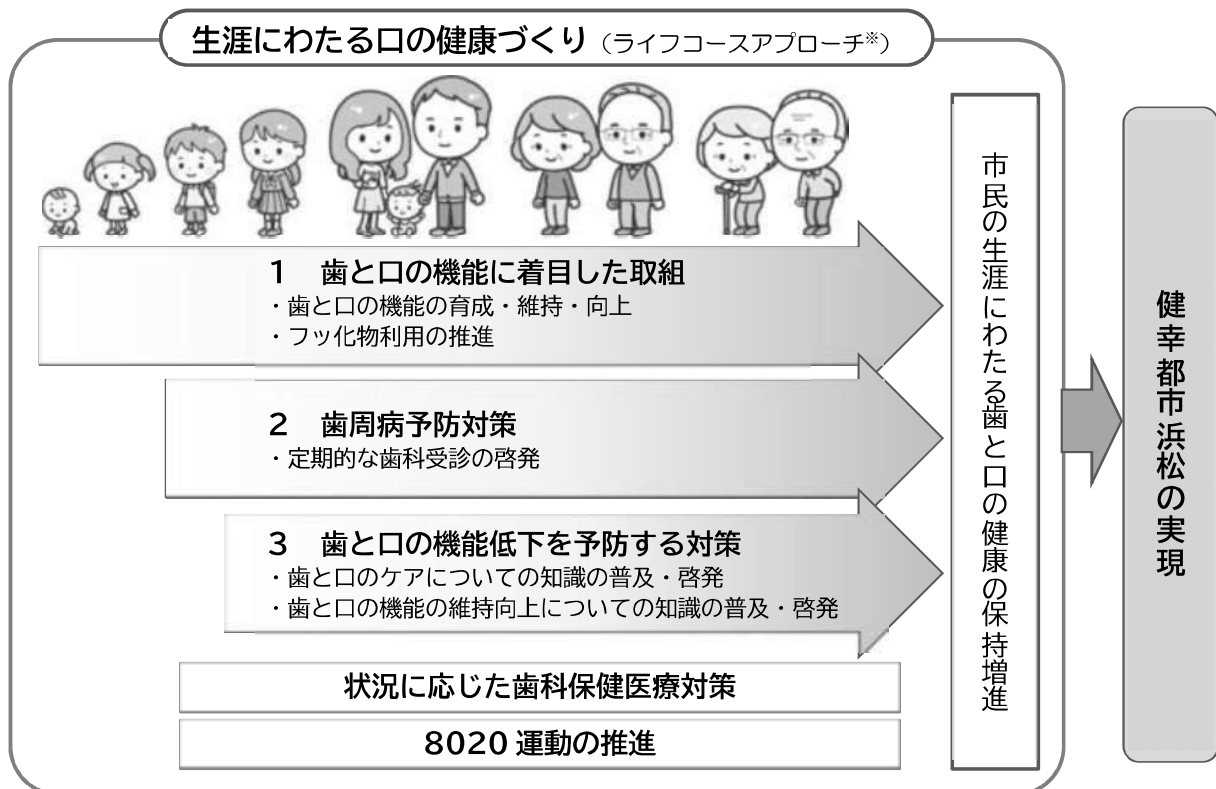 生涯にわたる口の健康づくり（ライフコースアプローチ※）
1　歯と口の機能に着目した取組
・歯と口の機能の育成・維持・向上
・フッ化物利用の推進
2　歯周病予防対策
・定期的な歯科受診の啓発
3　歯と口の機能低下を予防する対策
・歯と口のケアについての知識の普及・啓発
・歯と口の機能の維持向上についての知識の普及・啓発
状況に応じた歯科保健医療対策
8020 運動の推進
市民の生涯にわたる歯と口の健康の保持増進
健幸都市浜松の実現